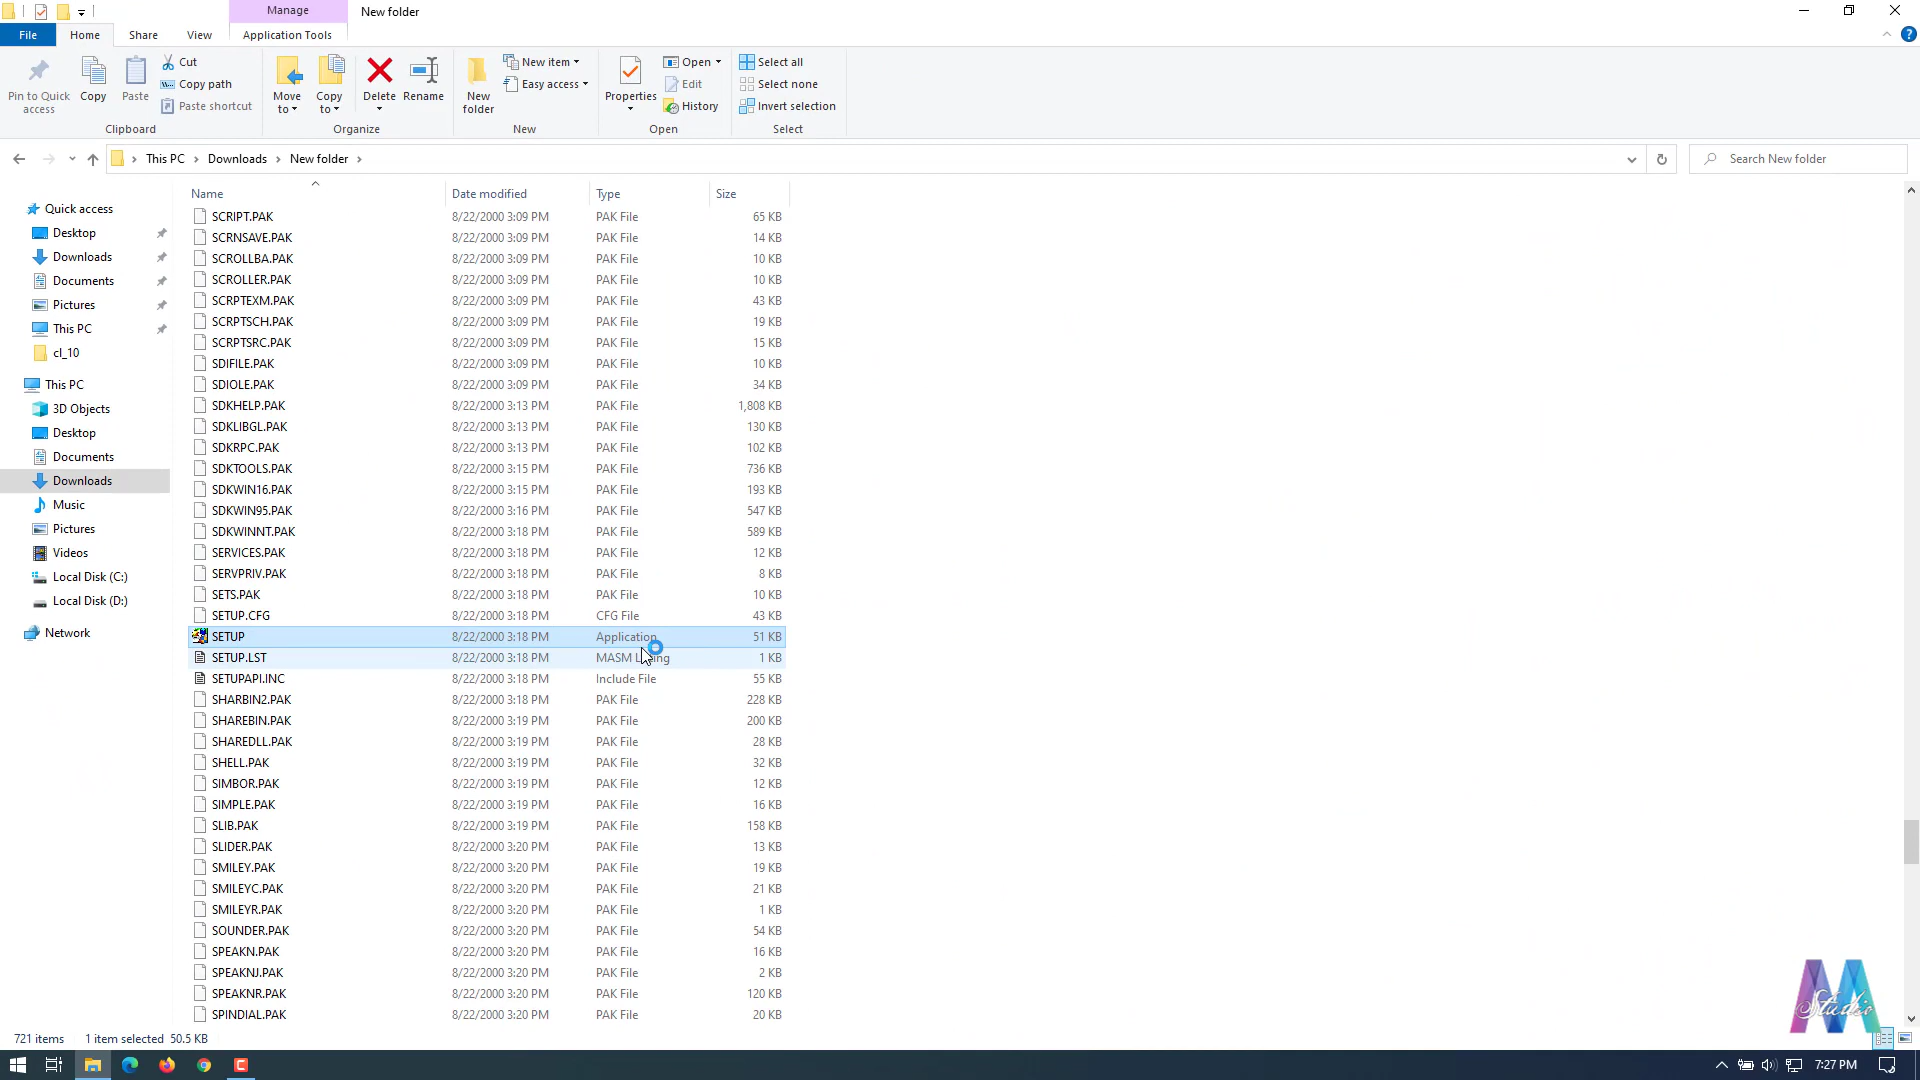 Manage
New folder
File
Home
Share
View
Application Tools
Pin to Quick access
Copy
Paste
Cut
Copy path
Paste shortcut
Clipboard
Move to
Copy to
Delete
Rename
Organize
New folder
New item
Easy access
New
Properties
Open
Edit
History
Open
Select all
Select none
Invert selection
Select
This PC
Downloads
New folder
Search New folder
Quick access
Desktop
Downloads
Documents
Pictures
This PC
cl_10
This PC
3D Objects
Desktop
Documents
Downloads
Music
Pictures
Videos
Local Disk (C:)
Local Disk (D:)
Network
Name Date modified Type Size
SCRIPT.PAK 8/22/2000 3:09 PM PAK File 65 KB
SCRNSAVE.PAK 8/22/2000 3:09 PM PAK File 14 KB
SCROLLBA.PAK 8/22/2000 3:09 PM PAK File 10 KB
SCROLLER.PAK 8/22/2000 3:09 PM PAK File 10 KB
SCRPTEXM.PAK 8/22/2000 3:09 PM PAK File 43 KB
SCRPTSCH.PAK 8/22/2000 3:09 PM PAK File 19 KB
SCRPTSRC.PAK 8/22/2000 3:09 PM PAK File 15 KB
SDIFILE.PAK 8/22/2000 3:09 PM PAK File 10 KB
SDIOLE.PAK 8/22/2000 3:09 PM PAK File 34 KB
SDKHELP.PAK 8/22/2000 3:13 PM PAK File 1,808 KB
SDKLIBGL.PAK 8/22/2000 3:13 PM PAK File 130 KB
SDKRPC.PAK 8/22/2000 3:13 PM PAK File 102 KB
SDKTOOLS.PAK 8/22/2000 3:15 PM PAK File 736 KB
SDKWIN16.PAK 8/22/2000 3:15 PM PAK File 193 KB
SDKWIN95.PAK 8/22/2000 3:16 PM PAK File 547 KB
SDKWINNT.PAK 8/22/2000 3:18 PM PAK File 589 KB
SERVICES.PAK 8/22/2000 3:18 PM PAK File 12 KB
SERVPRIV.PAK 8/22/2000 3:18 PM PAK File 8 KB
SETS.PAK 8/22/2000 3:18 PM PAK File 10 KB
SETUP.CFG 8/22/2000 3:18 PM CFG File 43 KB
SETUP 8/22/2000 3:18 PM Application 51 KB
SETUP.LST 8/22/2000 3:18 PM MASM 1 KB
SETUPAPI.INC 8/22/2000 3:18 PM Include File 55 KB
SHARBIN2.PAK 8/22/2000 3:18 PM PAK File 228 KB
SHAREBIN.PAK 8/22/2000 3:19 PM PAK File 200 KB
SHAREDLL.PAK 8/22/2000 3:19 PM PAK File 28 KB
SHELL.PAK 8/22/2000 3:19 PM PAK File 32 KB
SIMBOR.PAK 8/22/2000 3:19 PM PAK File 12 KB
SIMPLE.PAK 8/22/2000 3:19 PM PAK File 16 KB
SLIB.PAK 8/22/2000 3:19 PM PAK File 158 KB
SLIDER.PAK 8/22/2000 3:20 PM PAK File 13 KB
SMILEY.PAK 8/22/2000 3:20 PM PAK File 19 KB
SMILEYC.PAK 8/22/2000 3:20 PM PAK File 21 KB
SMILEYR.PAK 8/22/2000 3:20 PM PAK File 1 KB
SOUNDER.PAK 8/22/2000 3:20 PM PAK File 54 KB
SPEAKN.PAK 8/22/2000 3:20 PM PAK File 16 KB
SPEAKNJ.PAK 8/22/2000 3:20 PM PAK File 2 KB
SPEAKNR.PAK 8/22/2000 3:20 PM PAK File 120 KB
SPINDIAL.PAK 8/22/2000 3:20 PM PAK File 20 KB
Studio
721 items 1 item selected 50.5 KB
7:27 PM